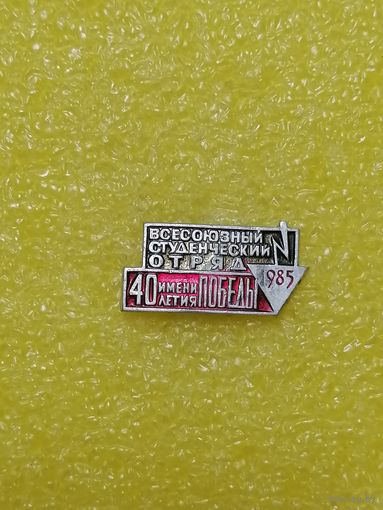 ВСЕСОЮЗНЫЙ
СТУДЕНЧЕСКИЙ
ОТРЯД
40 ИМЕНИ ЛЕТИЯ ПОБЕДЫ
1985